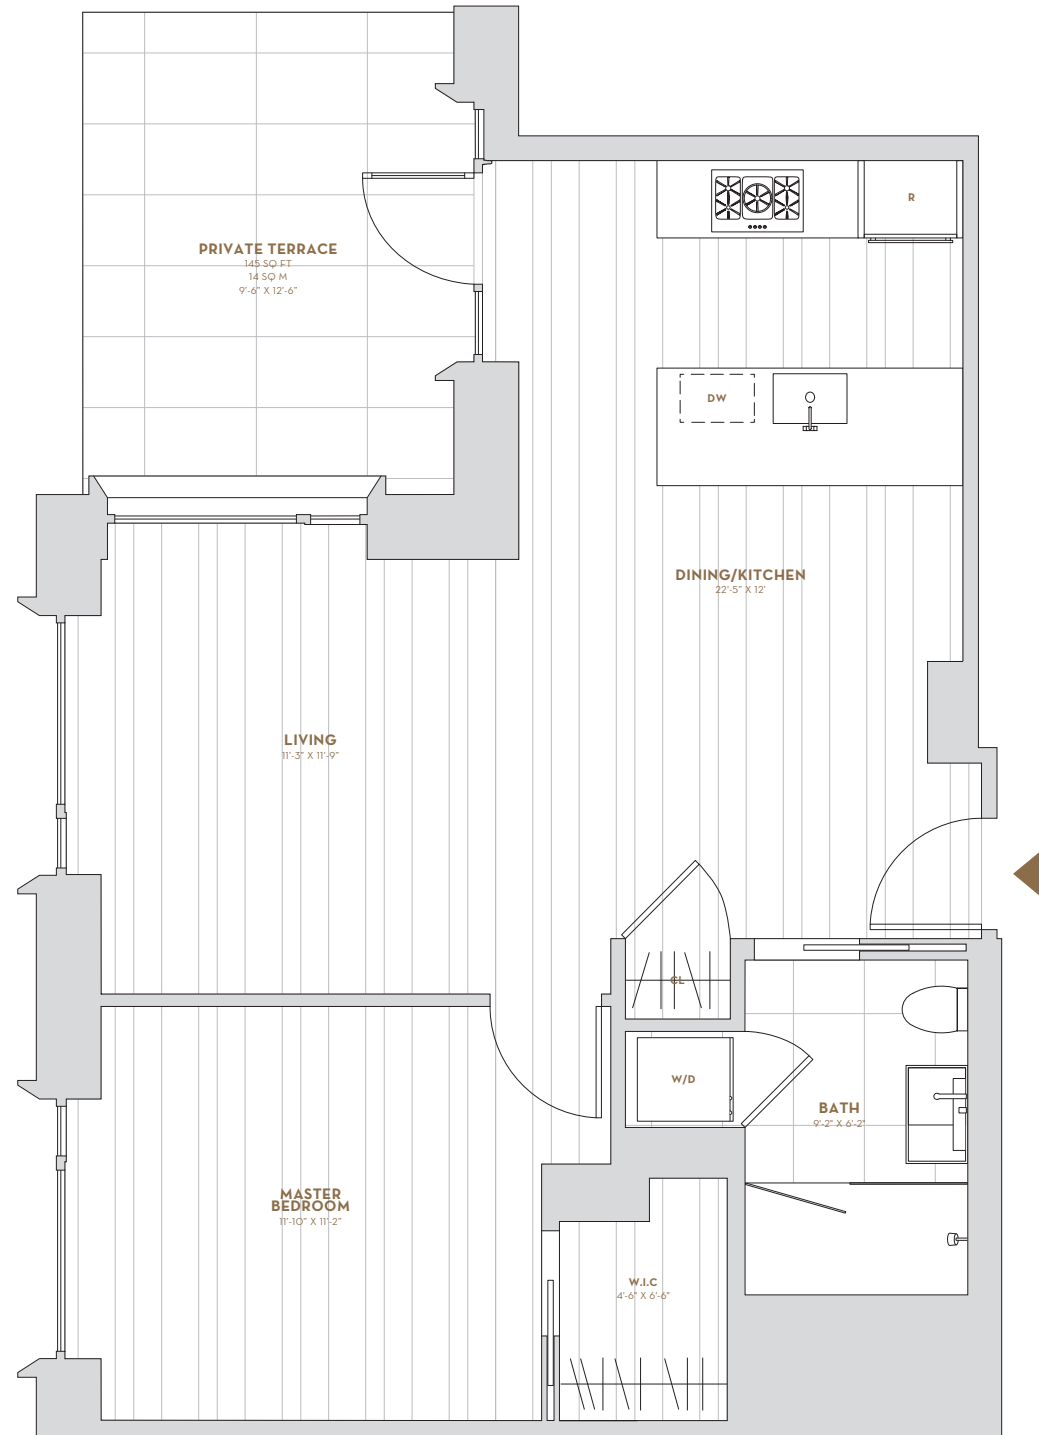 R
PRIVATE TERRACE
145 SQ FT
14 SQ M
9'-6" X 12'-6"
DW
DINING/KITCHEN
22'-5" X 12'
LIVING
11'-3" X 11'-9"
CL
W/D
BATH
9'-2" X 6'-2"
MASTER
BEDROOM
11'-10" X 11'-2"
W.I.C
4'-6" X 6'-6"